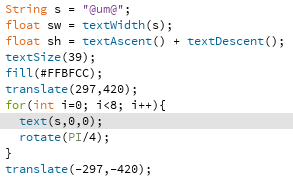 String s = "@um@";
float sw = textWidth(s);
float sh = textAscent() + textDescent();
textSize(39);
fill(#FFBFCC);
translate(297,420);
for(int i=0; i<8; i++){
  text(s,0,0);
  rotate(PI/4);
}
translate(-297,-420);